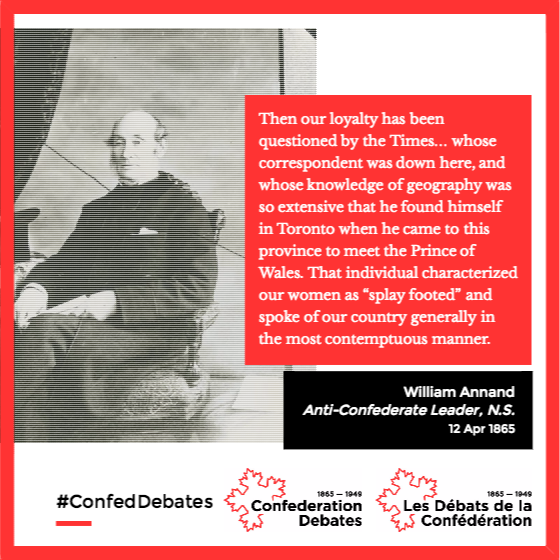 Then our loyalty has been
questioned by the Times... whose
correspondent was down here, and
whose knowledge of geography was
so extensive that he found himself
in Toronto when he came to this
province to meet the Prince of
Wales. That individual characterized
our women as “splay footed” and
spoke of our country generally in
the most contemptuous manner.
William Annand
Anti-Confederate Leader, N.S.
12 Apr 1865
#ConfedDebates
1865 — 1949
Confederation
Debates
1865 — 1949
Les Débats de la
Confédération